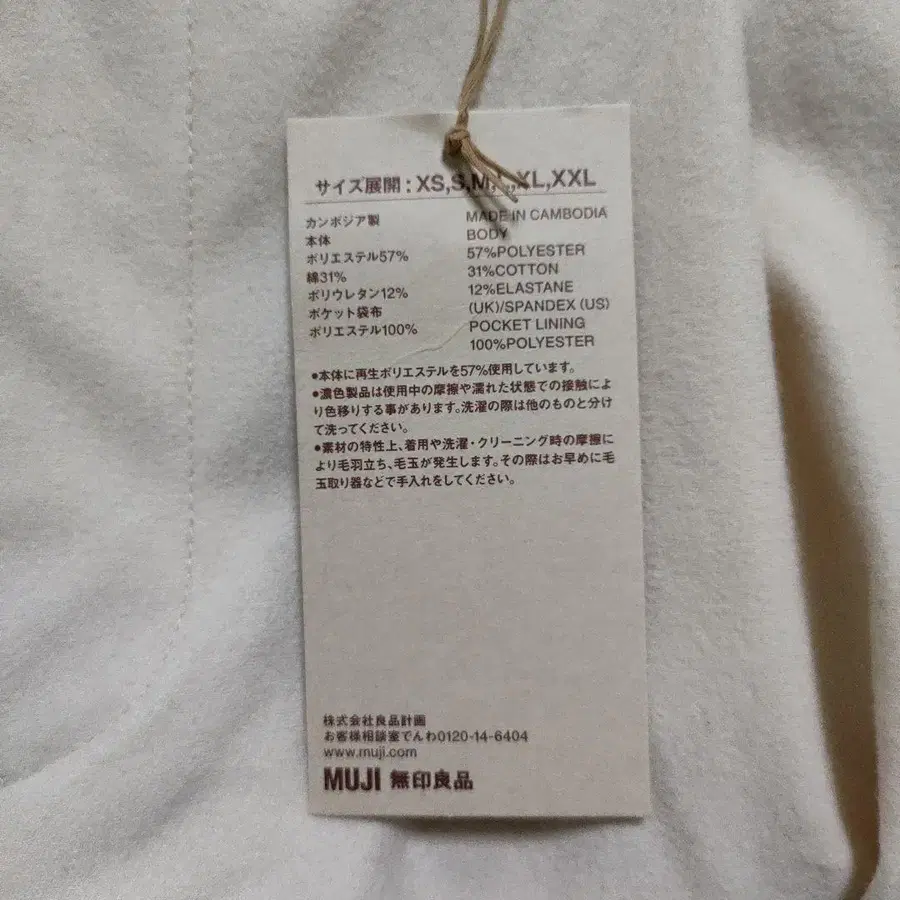 サイズ展開：XS,S,M,L,XL,XXL
カンボジア製
本体
ポリエステル57%
綿31%
ポリウレタン12%
ポケット袋布
ポリエステル100%
MADE IN CAMBODIA
BODY
57%POLYESTER
31%COTTON
12%ELASTANE
(UK)/SPANDEX (US)
POCKET LINING
100%POLYESTER
●本体に再生ポリエステルを57%使用しています。
●濃色製品は使用中の摩擦や濡れた状態での接触によ
り色移りする事があります。洗濯の際は他のものと分け
て洗ってください。
●素材の特性上、着用や洗濯・クリーニング時の摩擦に
より毛羽立ち、毛玉が発生します。その際はお早めに毛
玉取り器などで手入れをしてください。
株式会社良品計画
お客様相談室でんわ0120-14-6404
www.muji.com
MUJI 無印良品